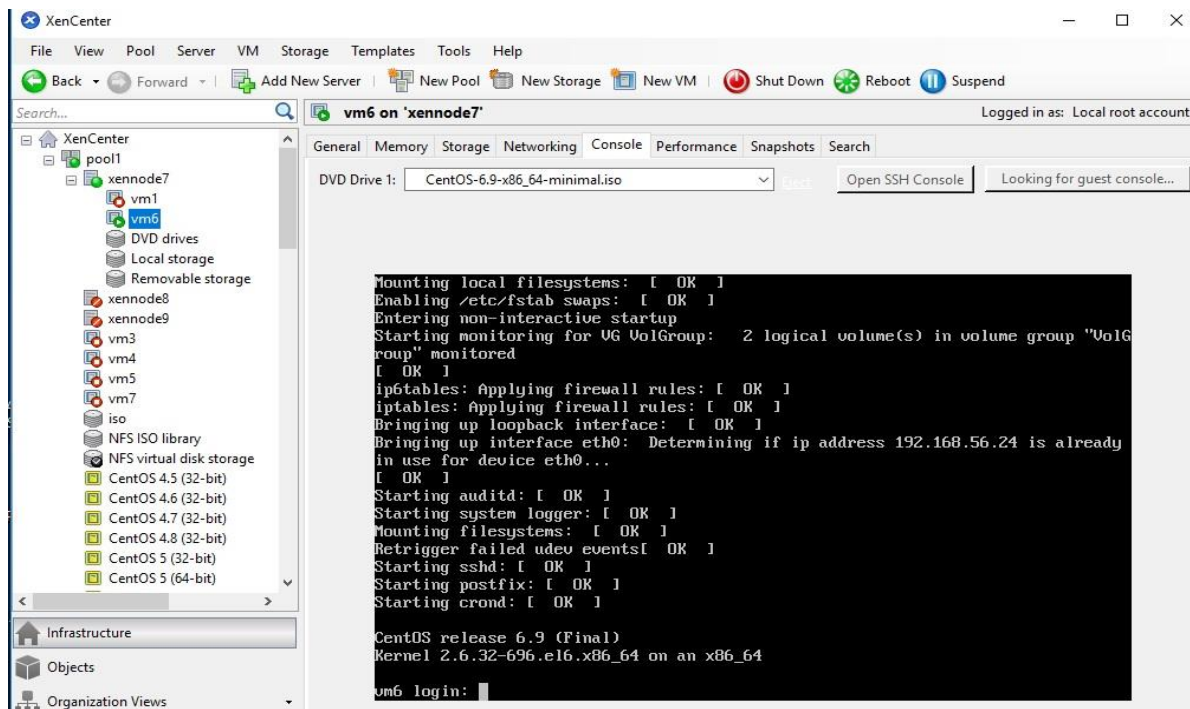 XenCenter
File View Pool Server VM Storage Templates Tools Help
Back Forward Add New Server New Pool New Storage New VM Shut Down Reboot Suspend
Search...
vm6 on 'xennode7' Logged in as: Local root account
XenCenter
pool1
xennode7
vm1
vm6
DVD drives
Local storage
Removable storage
xennode8
xennode9
vm3
vm4
vm5
vm7
iso
NFS ISO library
NFS virtual disk storage
CentOS 4.5 (32-bit)
CentOS 4.6 (32-bit)
CentOS 4.7 (32-bit)
CentOS 4.8 (32-bit)
CentOS 5 (32-bit)
CentOS 5 (64-bit)
Infrastructure
Objects
Organization Views
General Memory Storage Networking Console Performance Snapshots Search
DVD Drive 1: CentOS-6.9-x86_64-minimal.iso Eject Open SSH Console Looking for guest console...
Mounting local filesystems: [ OK ]
Enabling /etc/fstab swaps: [ OK ]
Entering non-interactive startup
Starting monitoring for VG VolGroup: 2 logical volume(s) in volume group "VolG
roup" monitored
[ OK ]
ip6tables: Applying firewall rules: [ OK ]
iptables: Applying firewall rules: [ OK ]
Bringing up loopback interface: [ OK ]
Bringing up interface eth0: Determining if ip address 192.168.56.24 is already
in use for device eth0...
[ OK ]
Starting auditd: [ OK ]
Starting system logger: [ OK ]
Mounting filesystems: [ OK ]
Retrigger failed udev events[ OK ]
Starting sshd: [ OK ]
Starting postfix: [ OK ]
Starting crond: [ OK ]
CentOS release 6.9 (Final)
Kernel 2.6.32-696.el6.x86_64 on an x86_64
vm6 login: